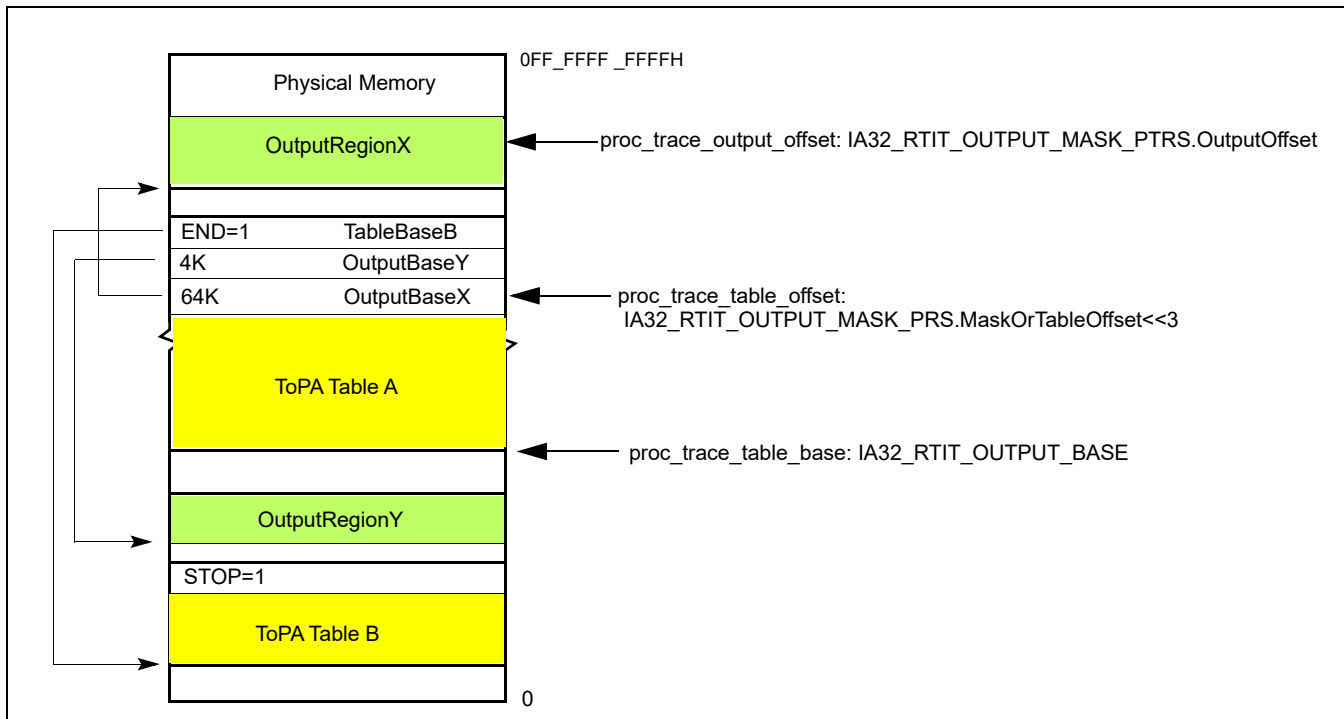 0FF_FFFF _FFFFH
Physical Memory
OutputRegionX
proc_trace_output_offset: IA32_RTIT_OUTPUT_MASK_PTRS.OutputOffset
END=1 TableBaseB
4K OutputBaseY
64K OutputBaseX
proc_trace_table_offset:
IA32_RTIT_OUTPUT_MASK_PRS.MaskOrTableOffset<<3
ToPA Table A
proc_trace_table_base: IA32_RTIT_OUTPUT_BASE
OutputRegionY
STOP=1
ToPA Table B
0